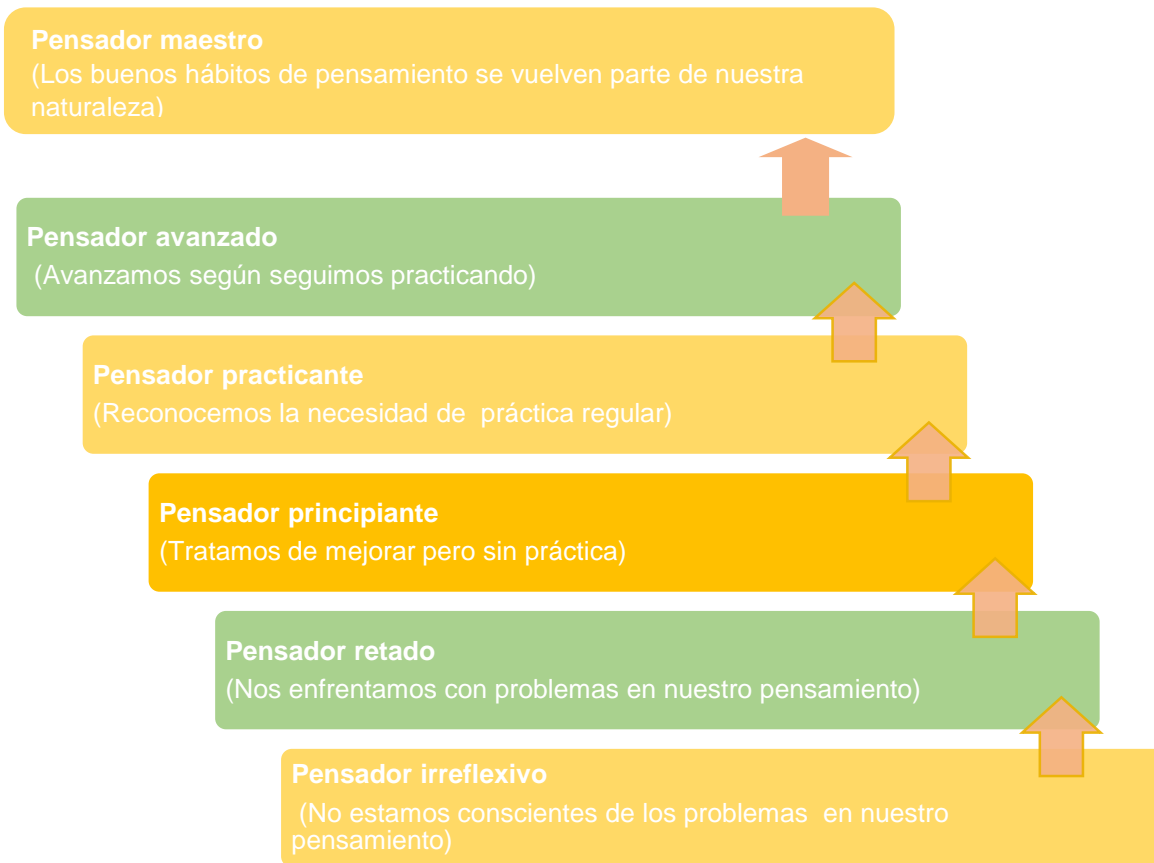 Pensador maestro
(Los buenos hábitos de pensamiento se vuelven parte de nuestra
naturaleza)
Pensador avanzado
(Avanzamos según seguimos practicando)
Pensador practicante
(Reconocemos la necesidad de  práctica regular)
Pensador principiante
(Tratamos de mejorar pero sin práctica)
Pensador retado
(Nos enfrentamos con problemas en nuestro pensamiento)
Pensador irreflexivo
(No estamos conscientes de los problemas  en nuestro
pensamiento)